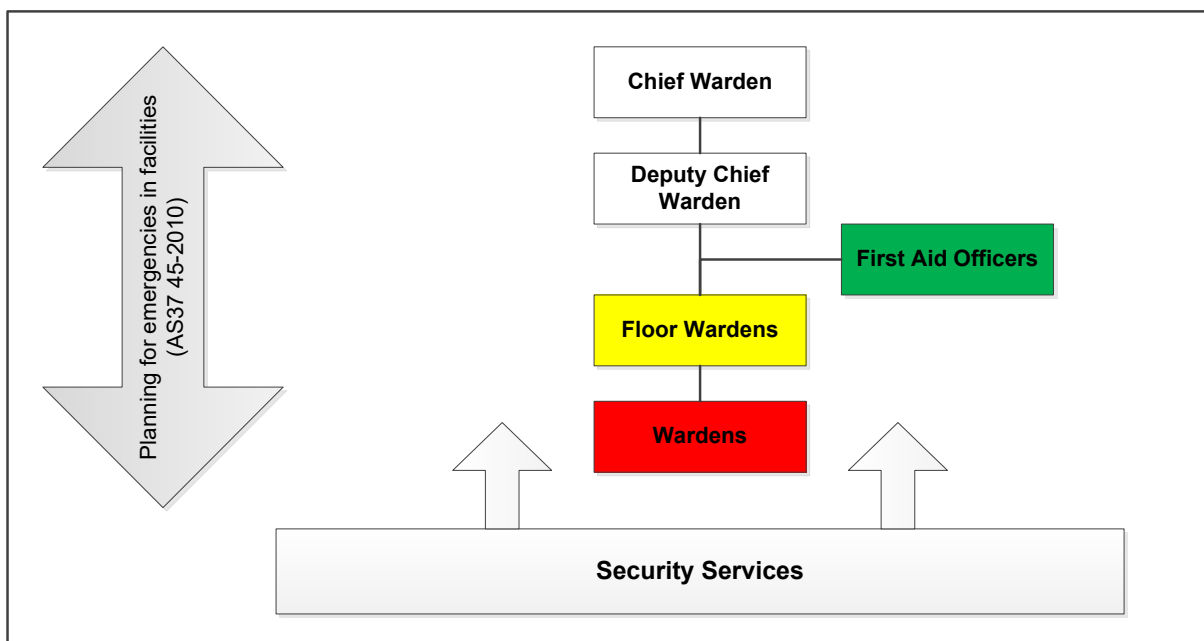 Planning for emergencies in facilities
(AS37 45-2010)
Chief Warden
Deputy Chief
Warden
First Aid Officers
Floor Wardens
Wardens
Security Services